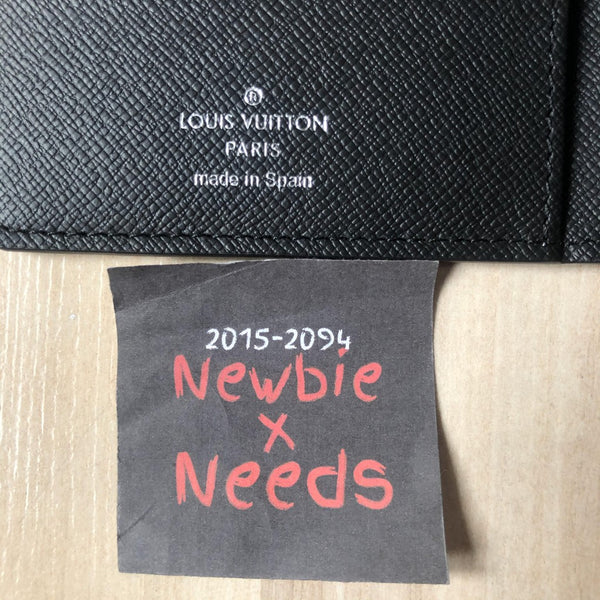 ®
LOUIS VUITTON
PARIS
made in Spain
2015-2094
Newbie
x
Needs